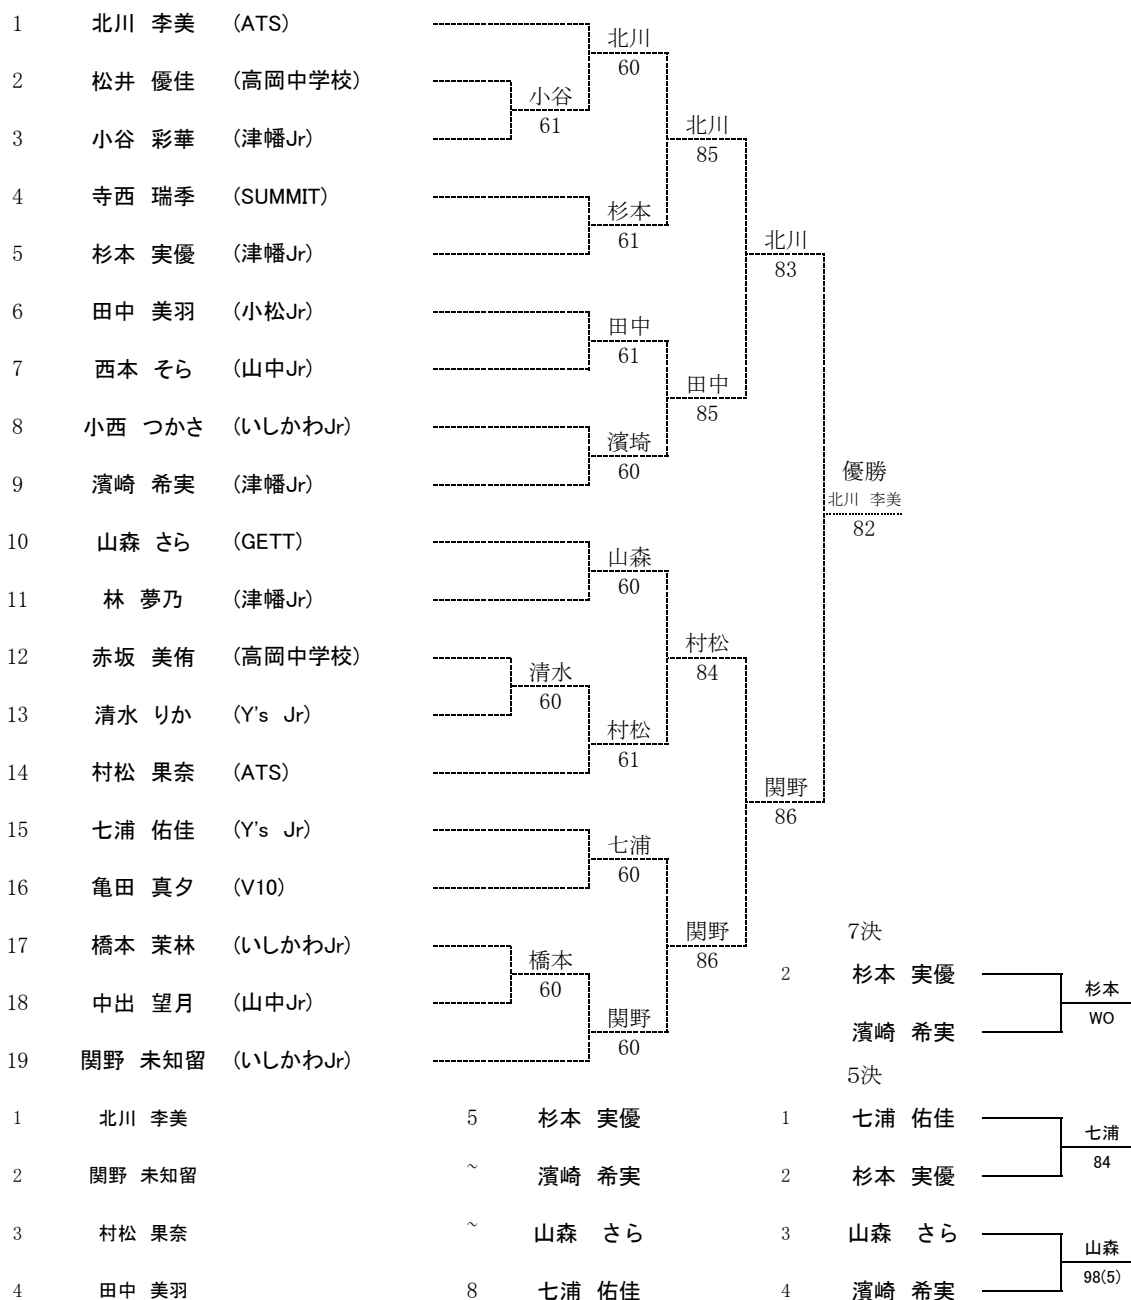 1 北川 李美 (ATS)
北川
60
2 松井 優佳 (高岡中学校)
小谷
61
3 小谷 彩華 (津幡Jr)
北川
85
4 寺西 瑞季 (SUMMIT)
杉本
61
5 杉本 実優 (津幡Jr)
北川
83
6 田中 美羽 (小松Jr)
田中
61
7 西本 そら (山中Jr)
田中
85
8 小西 つかさ (いしかわJr)
濱埼
60
9 濱崎 希実 (津幡Jr)
優勝
北川 李美
82
10 山森 さら (GETT)
山森
60
11 林 夢乃 (津幡Jr)
村松
84
12 赤坂 美侑 (高岡中学校)
清水
60
13 清水 りか (Y's Jr)
村松
61
14 村松 果奈 (ATS)
関野
86
15 七浦 佑佳 (Y's Jr)
七浦
60
16 亀田 真夕 (V10)
関野
86
17 橋本 茉林 (いしかわJr)
橋本
60
18 中出 望月 (山中Jr)
関野
60
19 関野 未知留 (いしかわJr)
7決
2 杉本 実優
杉本
WO
濱崎 希実
5決
1 北川 李美 5 杉本 実優 1 七浦 佑佳
七浦
84
2 関野 未知留 ~ 濱崎 希実 2 杉本 実優
3 村松 果奈 ~ 山森 さら 3 山森 さら
山森
98(5)
4 田中 美羽 8 七浦 佑佳 4 濱崎 希実